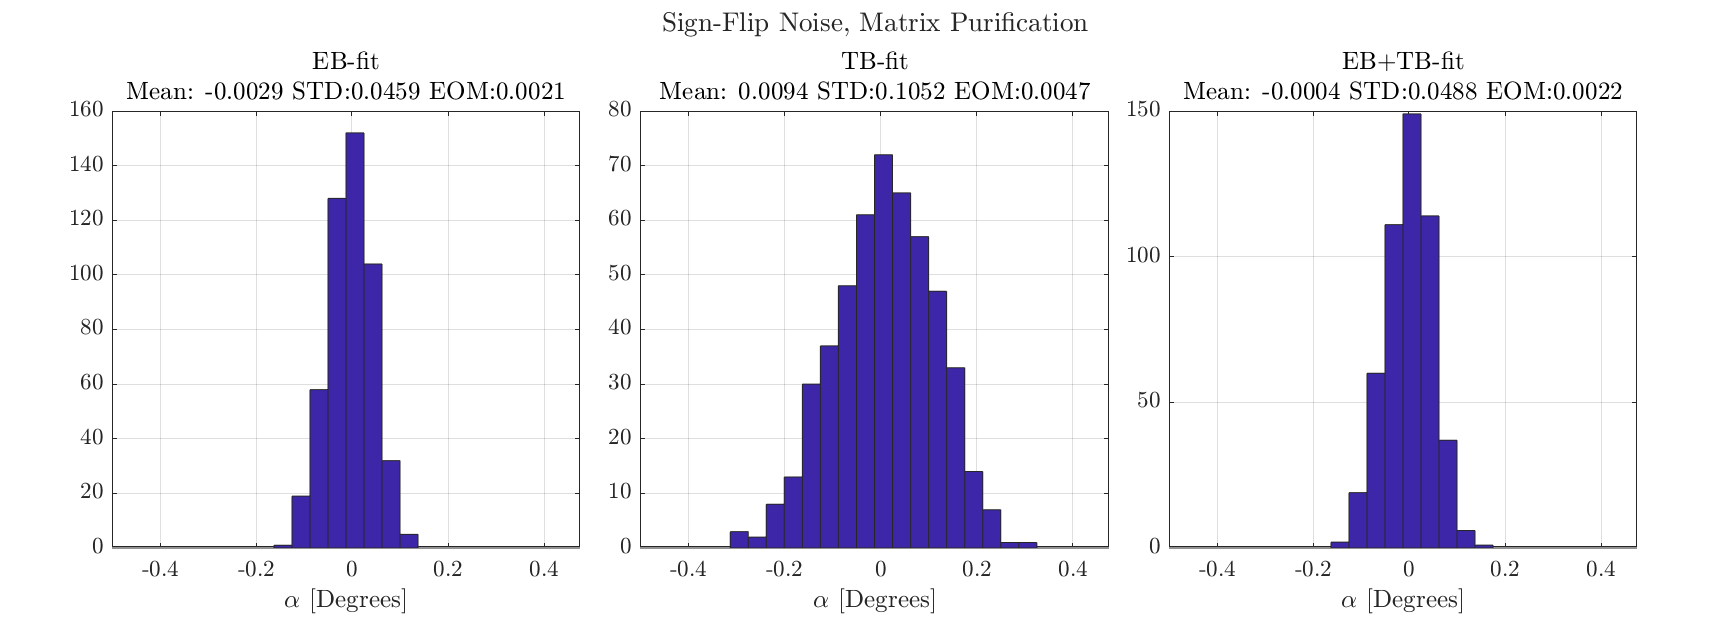 Sign-Flip Noise, Matrix Purification
EB-fit
Mean: -0.0029 STD:0.0459 EOM:0.0021
160
140
120
100
80
60
40
20
0
-0.4 -0.2 0 0.2 0.4
α [Degrees]
TB-fit
Mean: 0.0094 STD:0.1052 EOM:0.0047
80
70
60
50
40
30
20
10
0
-0.4 -0.2 0 0.2 0.4
α [Degrees]
EB+TB-fit
Mean: -0.0004 STD:0.0488 EOM:0.0022
150
100
50
0
-0.4 -0.2 0 0.2 0.4
α [Degrees]